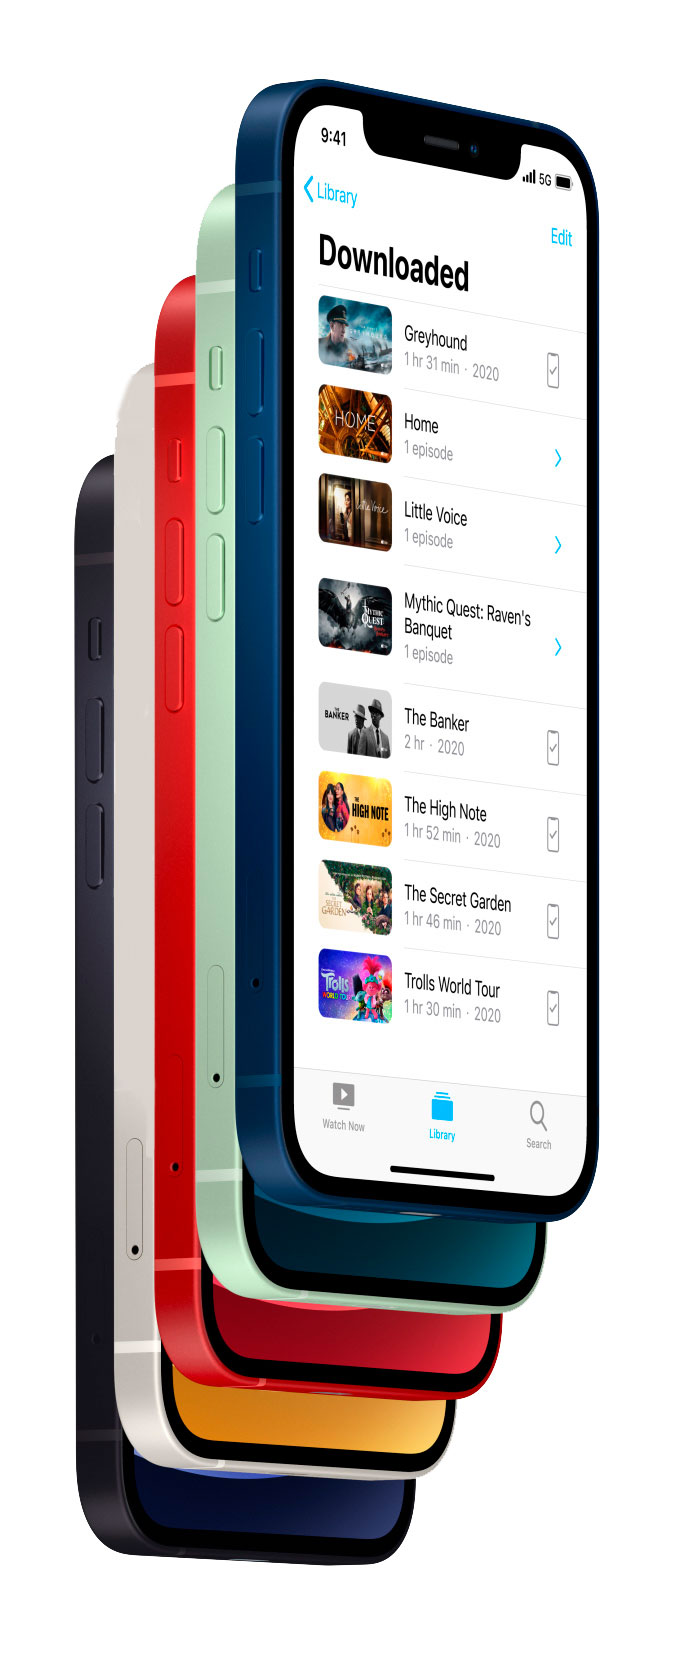 9:41
5G
Library
Edit
Downloaded
Greyhound
1 hr 31 min · 2020
HOME
Home
1 episode
Little Voice
Little Voice
1 episode
MYTHIC
QUEST
Mythic Quest: Raven's
Banquet
1 episode
THE
BANKER
The Banker
2 hr · 2020
THE
HIGH NOTE
The High Note
1 hr 52 min · 2020
SECRET
GARDEN
The Secret Garden
1 hr 46 min · 2020
Trolls
WORLD TOUR
Trolls World Tour
1 hr 30 min · 2020
Watch Now
Library
Search